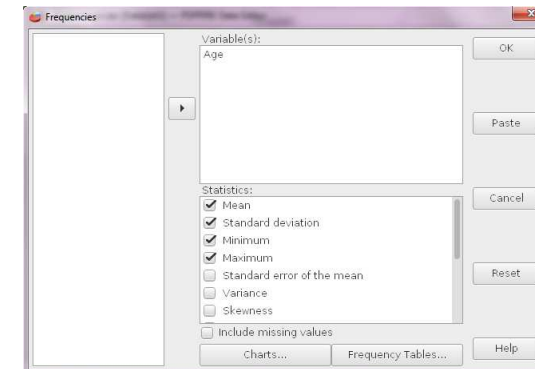 Frequencies
Variable(s):
Age
OK
Paste
Cancel
Reset
Help
Statistics:
Mean
Standard deviation
Minimum
Maximum
Standard error of the mean
Variance
Skewness
Include missing values
Charts...
Frequency Tables...